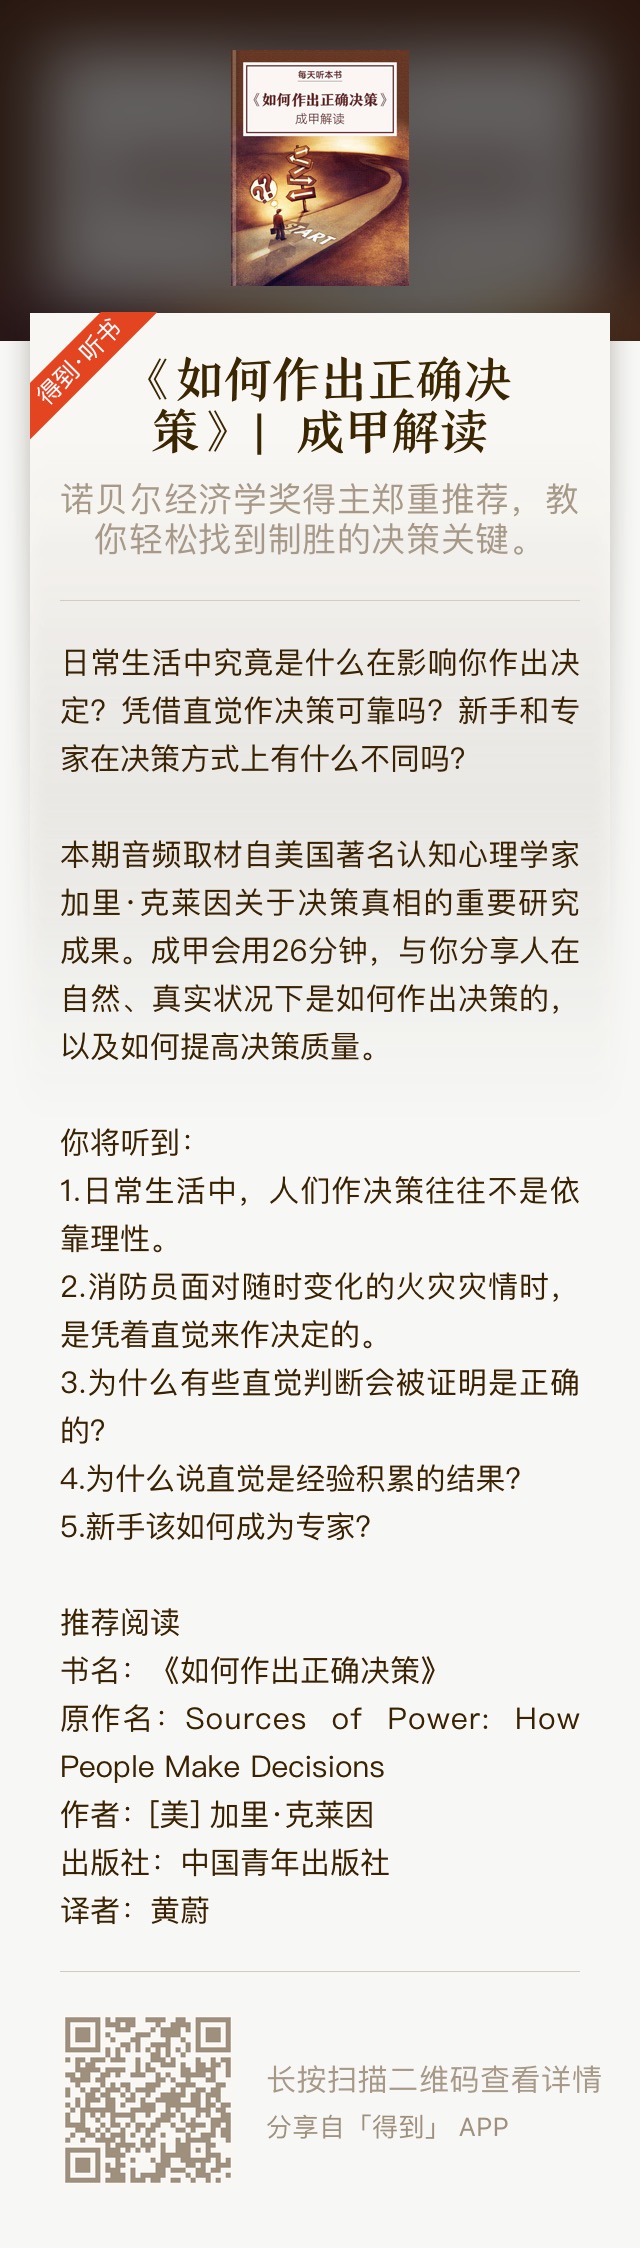 每天听本书
《如何作出正确决策》
成甲解读
START
得到·听书
《如何作出正确决
策》| 成甲解读
诺贝尔经济学奖得主郑重推荐，教
你轻松找到制胜的决策关键。
日常生活中究竟是什么在影响你作出决
定？凭借直觉作决策可靠吗？新手和专
家在决策方式上有什么不同吗？
本期音频取材自美国著名认知心理学家
加里·克莱因关于决策真相的重要研究
成果。成甲会用26分钟，与你分享人在
自然、真实状况下是如何作出决策的，
以及如何提高决策质量。
你将听到：
1.日常生活中，人们作决策往往不是依
靠理性。
2.消防员面对随时变化的火灾灾情时，
是凭着直觉来作决定的。
3.为什么有些直觉判断会被证明是正确
的？
4.为什么说直觉是经验积累的结果？
5.新手该如何成为专家？
推荐阅读
书名：《如何作出正确决策》
原作名：Sources of Power: How
People Make Decisions
作者：[美] 加里·克莱因
出版社：中国青年出版社
译者：黄蔚
长按扫描二维码查看详情
分享自「得到」 APP